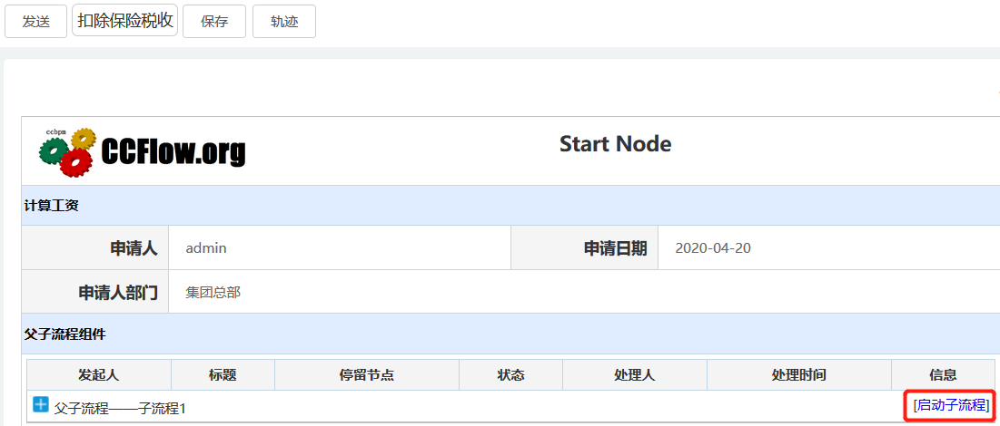 发送 扣除保险税收 保存 轨迹
ccbpm
CCFlow.org Start Node
计算工资
申请人 admin 申请日期 2020-04-20
申请人部门 集团总部
父子流程组件
发起人 标题 停留节点 状态 处理人 处理时间 信息
父子流程——子流程1 [启动子流程]